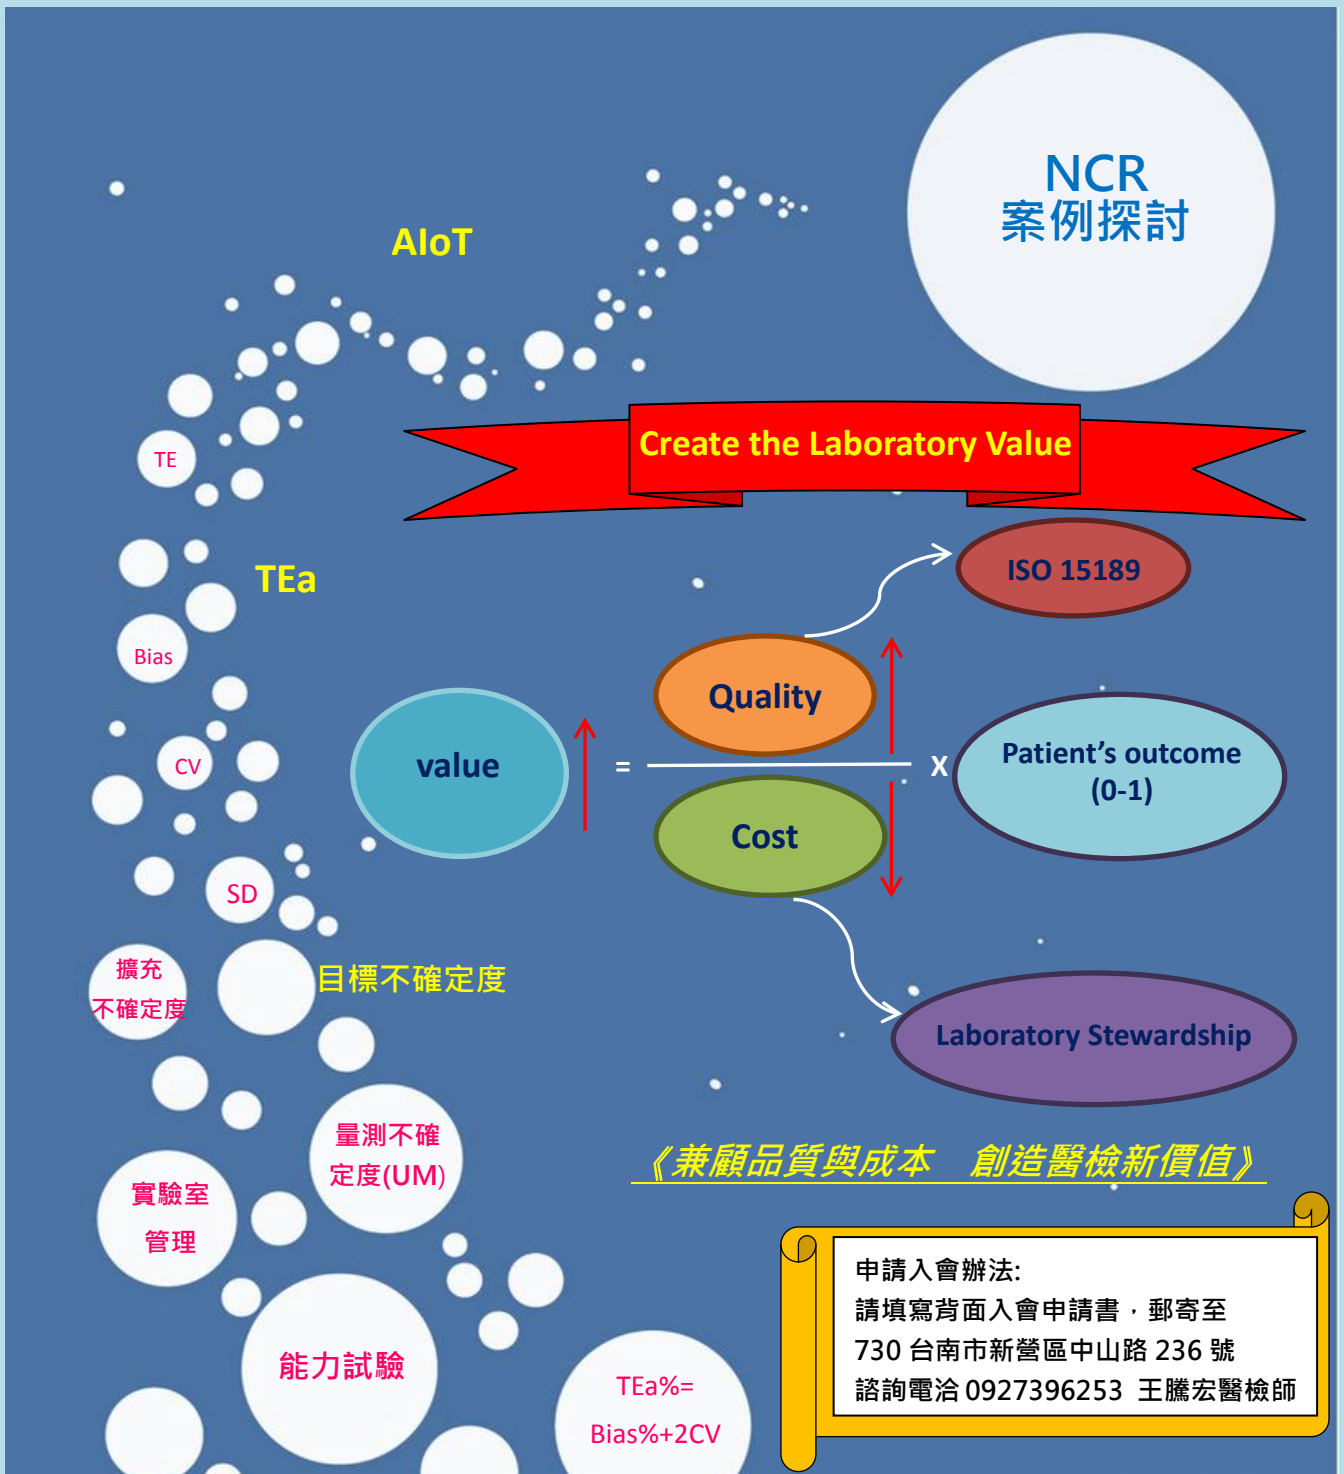 NCR
案例探討
AIoT
Create the Laboratory Value
TE
TEa
ISO 15189
Bias
Quality
value
=
X
Patient’s outcome
(0-1)
CV
Cost
SD
擴充
不確定度
目標不確定度
Laboratory Stewardship
量測不確
定度(UM)
《兼顧品質與成本　創造醫檢新價值》
實驗室
管理
能力試驗
TEa%=
Bias%+2CV
申請入會辦法:
請填寫背面入會申請書，郵寄至
730 台南市新營區中山路 236 號
諮詢電洽 0927396253 王騰宏醫檢師